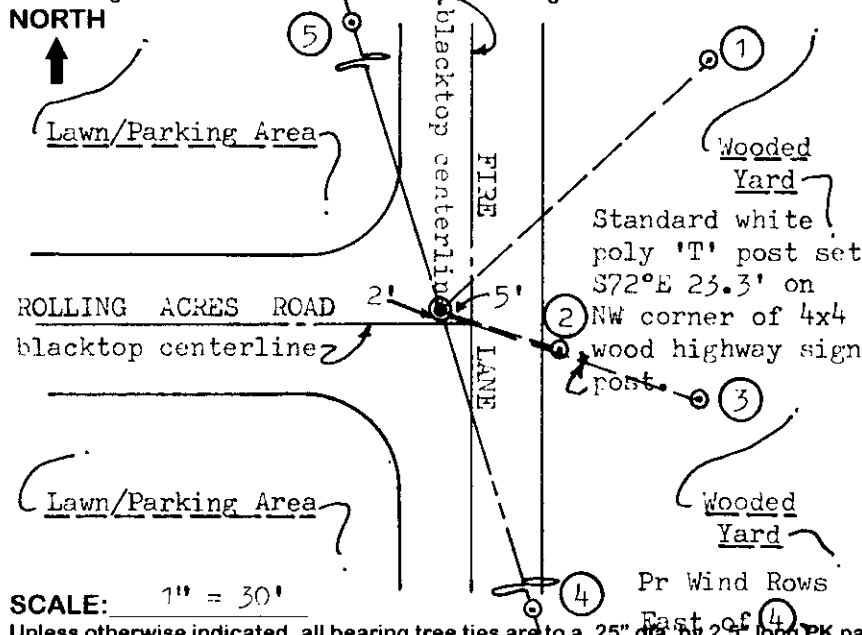 NORTH
5
1
blacktop centerline
FIRE LANE
Lawn/Parking Area
Wooded
Yard
Standard white
poly 'T' post set
S72°E 23.3' on
NW corner of 4x4
wood highway sign
post.
ROLLING ACRES ROAD
2'
5'
2
blacktop centerline
3
Lawn/Parking Area
Wooded
Yard
4
Pr Wind Rows
East of 4
SCALE: 1" = 30'
Unless otherwise indicated, all bearing tree ties are to a .25" dia. by 2.5" long PK